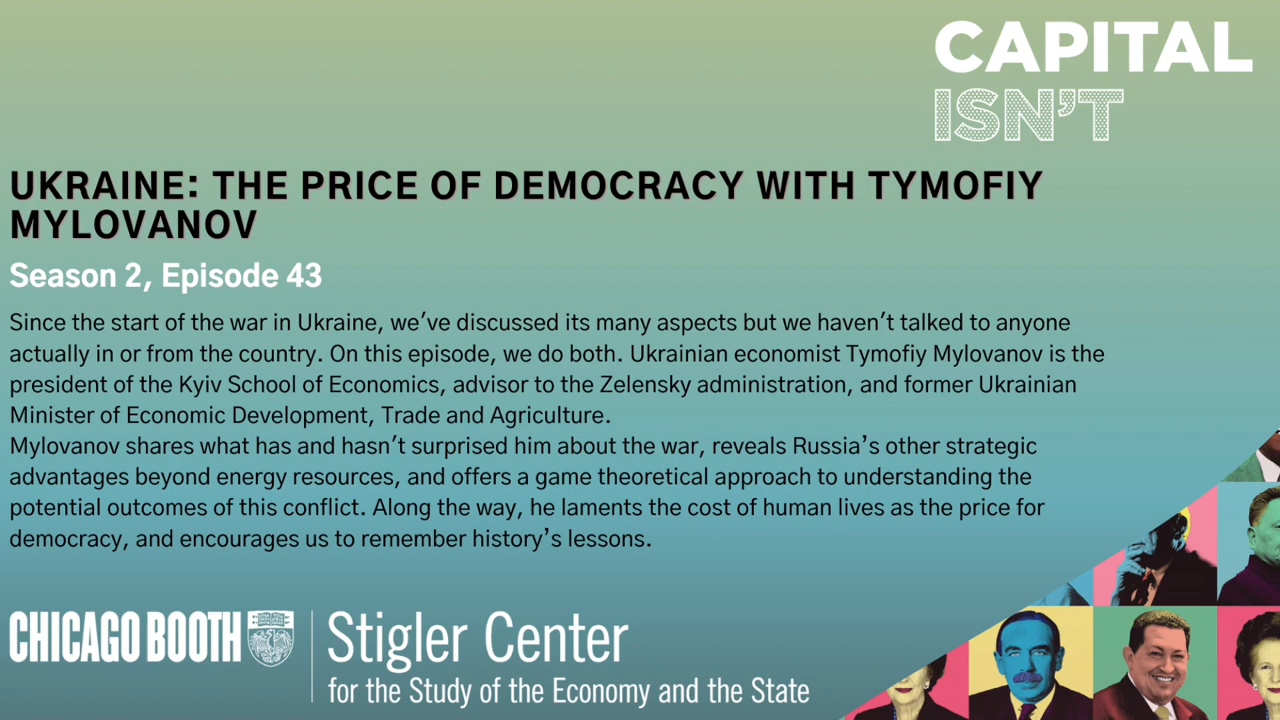 CAPITAL
ISN'T
UKRAINE: THE PRICE OF DEMOCRACY WITH TYMOFIY
MYLOVANOV
Season 2, Episode 43
Since the start of the war in Ukraine, we've discussed its many aspects but we haven't talked to anyone
actually in or from the country. On this episode, we do both. Ukrainian economist Tymofiy Mylovanov is the
president of the Kyiv School of Economics, advisor to the Zelensky administration, and former Ukrainian
Minister of Economic Development, Trade and Agriculture.
Mylovanov shares what has and hasn't surprised him about the war, reveals Russia's other strategic
advantages beyond energy resources, and offers a game theoretical approach to understanding the
potential outcomes of this conflict. Along the way, he laments the cost of human lives as the price for
democracy, and encourages us to remember history's lessons.
CHICAGO BOOTH
Stigler Center
for the Study of the Economy and the State